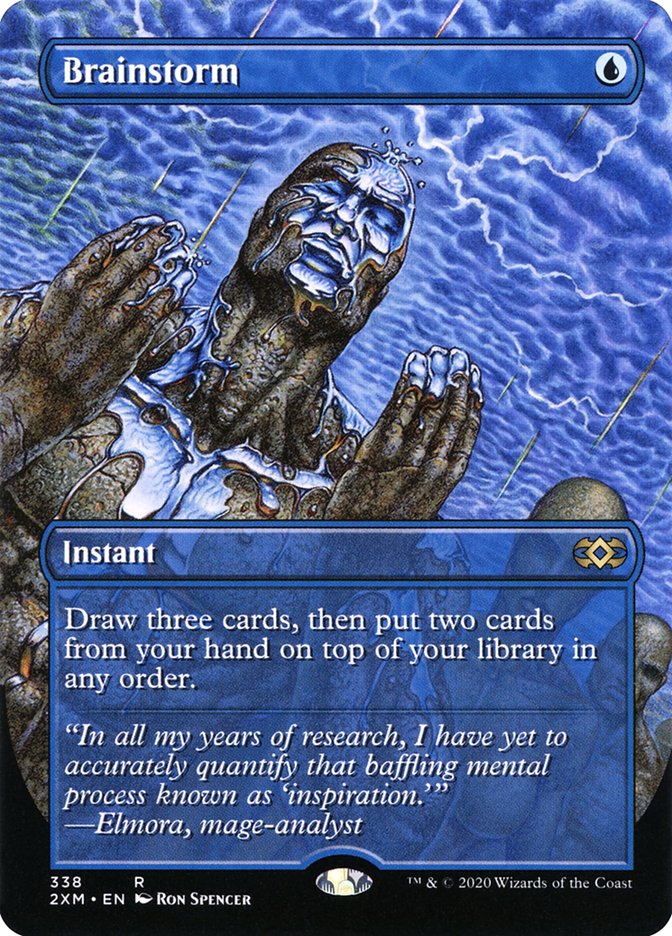 Brainstorm
Instant
Draw three cards, then put two cards
from your hand on top of your library in
any order.
“In all my years of research, I have yet to
accurately quantify that baffling mental
process known as ‘inspiration.’”
—Elmora, mage-analyst
338 R
2XM • EN Ron Spencer
™ & © 2020 Wizards of the Coast